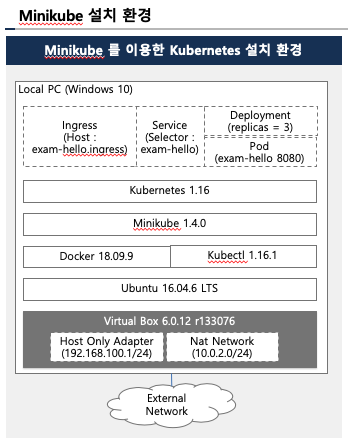 Minikube 설치 환경
Minikube 를 이용한 Kubernetes 설치 환경
Local PC (Windows 10)
Ingress
(Host :
exam-hello.ingress)
Service
(Selector :
exam-hello)
Deployment
(replicas = 3)
Pod
(exam-hello 8080)
Kubernetes 1.16
Minikube 1.4.0
Docker 18.09.9
Kubectl 1.16.1
Ubuntu 16.04.6 LTS
Virtual Box 6.0.12 r133076
Host Only Adapter
(192.168.100.1/24)
Nat Network
(10.0.2.0/24)
External
Network